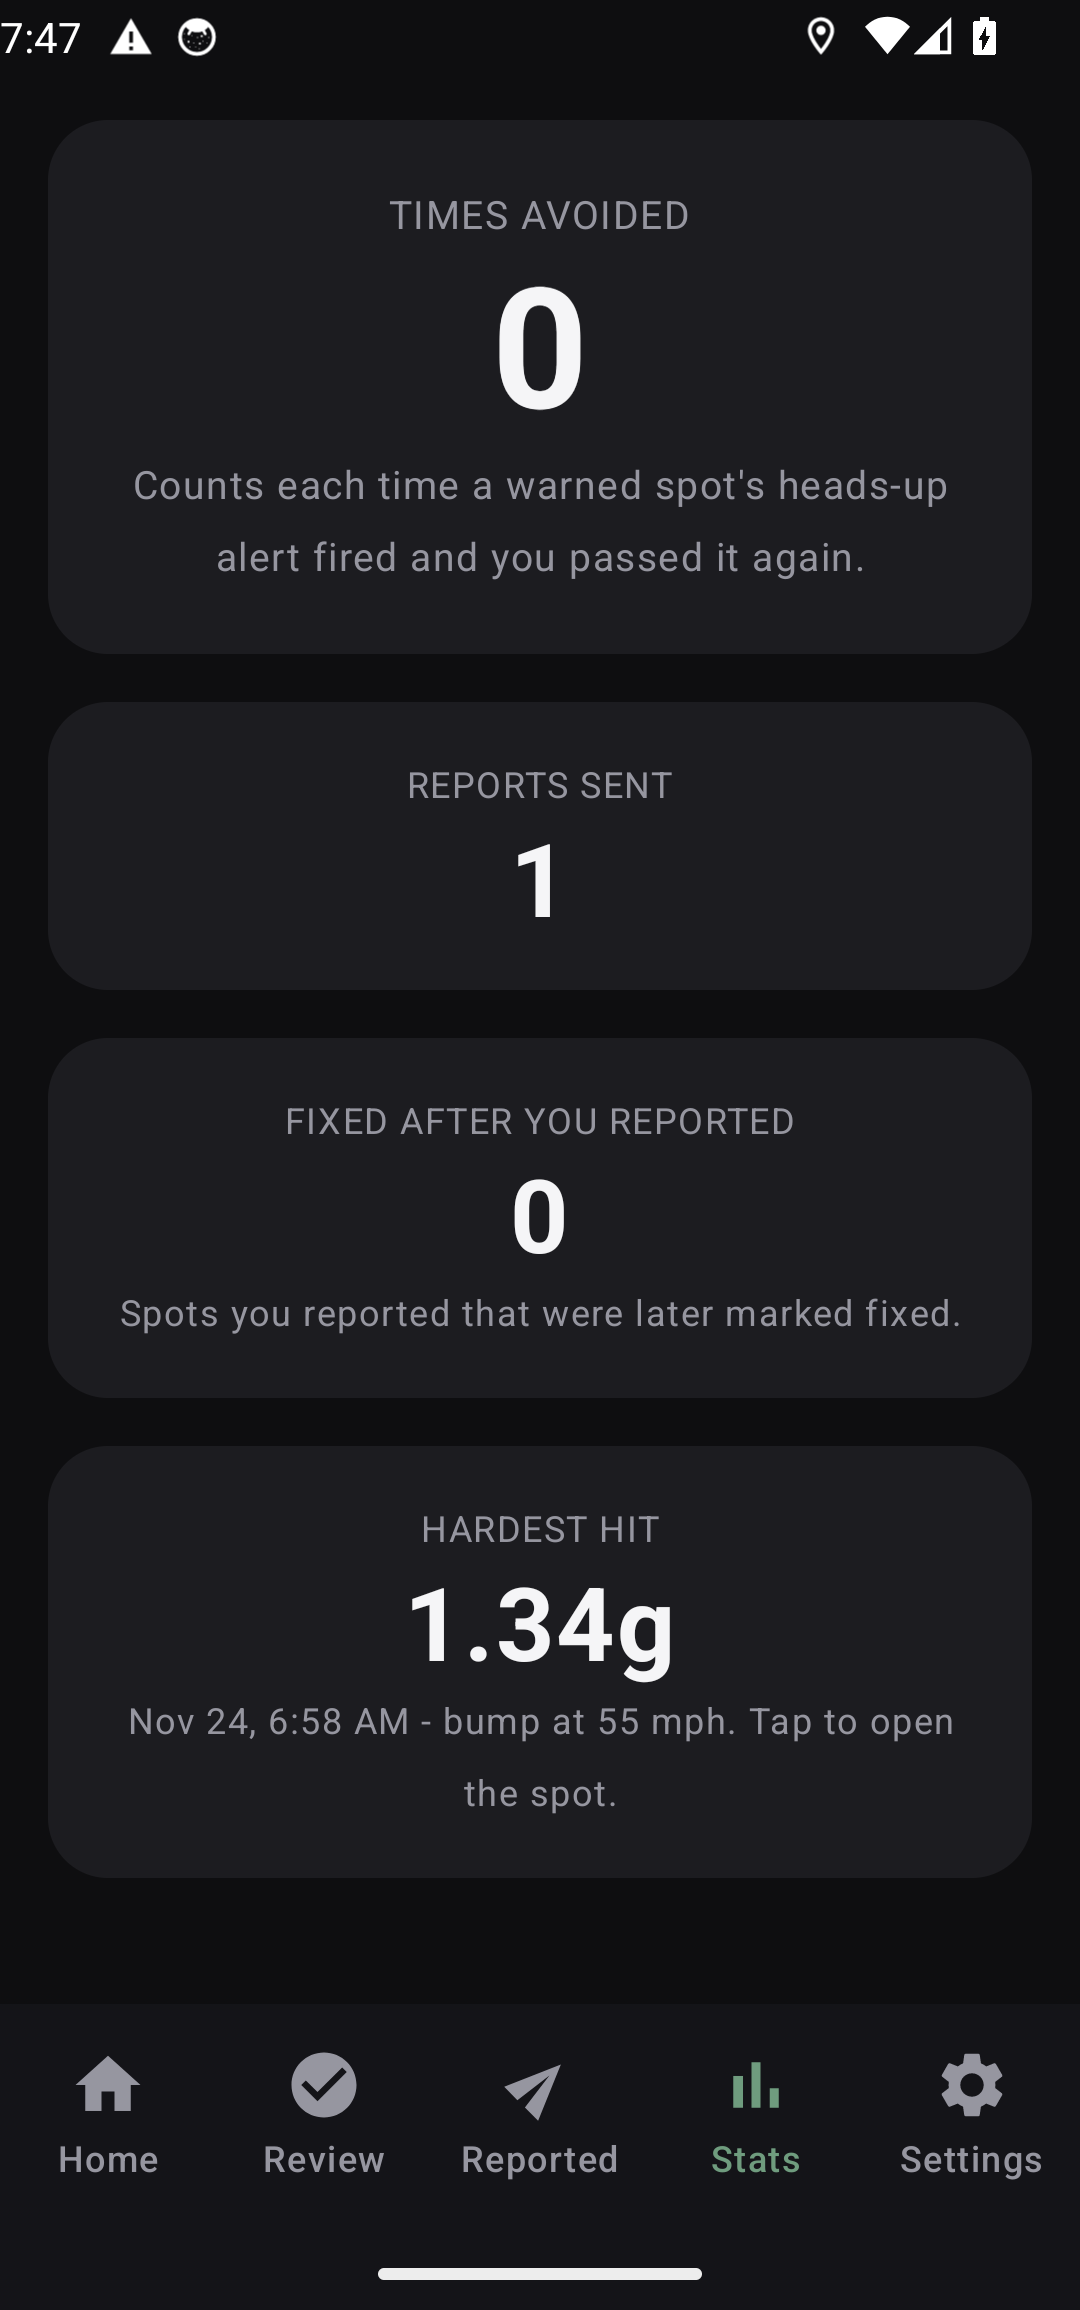 7:47
TIMES AVOIDED
0
Counts each time a warned spot's heads-up
alert fired and you passed it again.
REPORTS SENT
1
FIXED AFTER YOU REPORTED
0
Spots you reported that were later marked fixed.
HARDEST HIT
1.34g
Nov 24, 6:58 AM - bump at 55 mph. Tap to open
the spot.
Home
Review
Reported
Stats
Settings